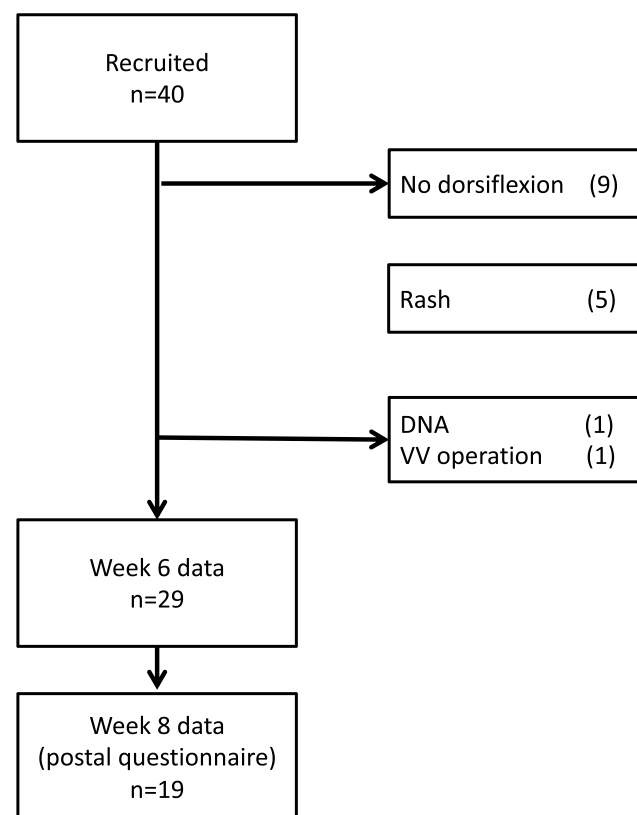 Recruited
n=40
No dorsiflexion (9)
Rash (5)
DNA (1)
VV operation (1)
Week 6 data
n=29
Week 8 data
(postal questionnaire)
n=19